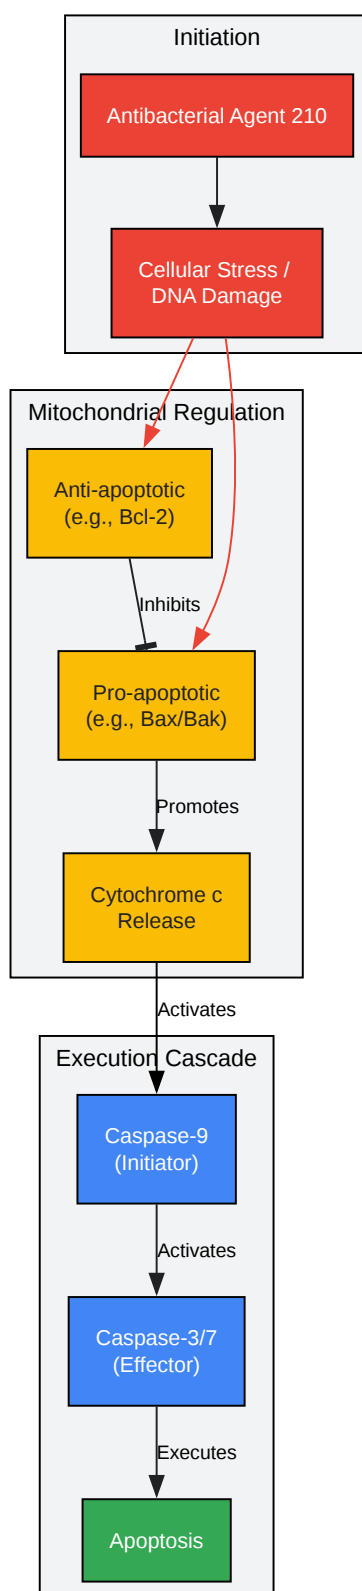 Initiation
Antibacterial Agent 210
Cellular Stress /
DNA Damage
Mitochondrial Regulation
Anti-apoptotic
(e.g., Bcl-2)
Inhibits
Pro-apoptotic
(e.g., Bax/Bak)
Promotes
Cytochrome c
Release
Activates
Execution Cascade
Caspase-9
(Initiator)
Activates
Caspase-3/7
(Effector)
Executes
Apoptosis